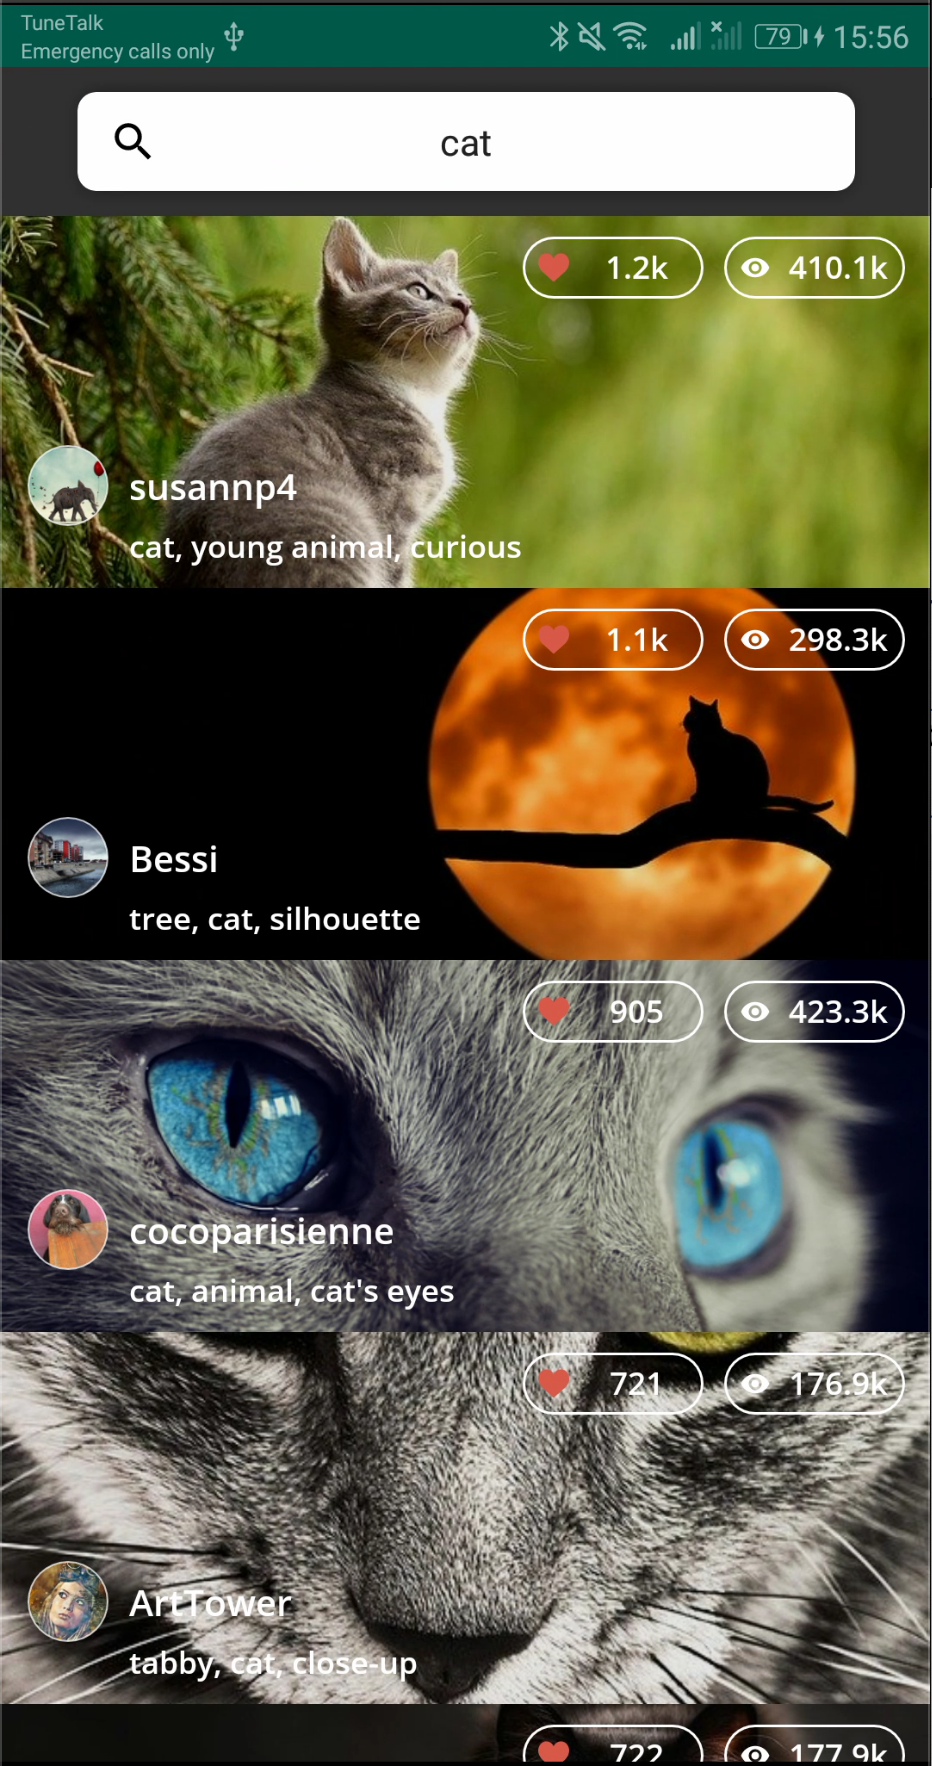 TuneTalk
Emergency calls only
79 15:56
cat
1.2k 410.1k
susannp4
cat, young animal, curious
1.1k 298.3k
Bessi
tree, cat, silhouette
905 423.3k
cocoparisienne
cat, animal, cat's eyes
721 176.9k
ArtTower
tabby, cat, close-up
722 177.9k